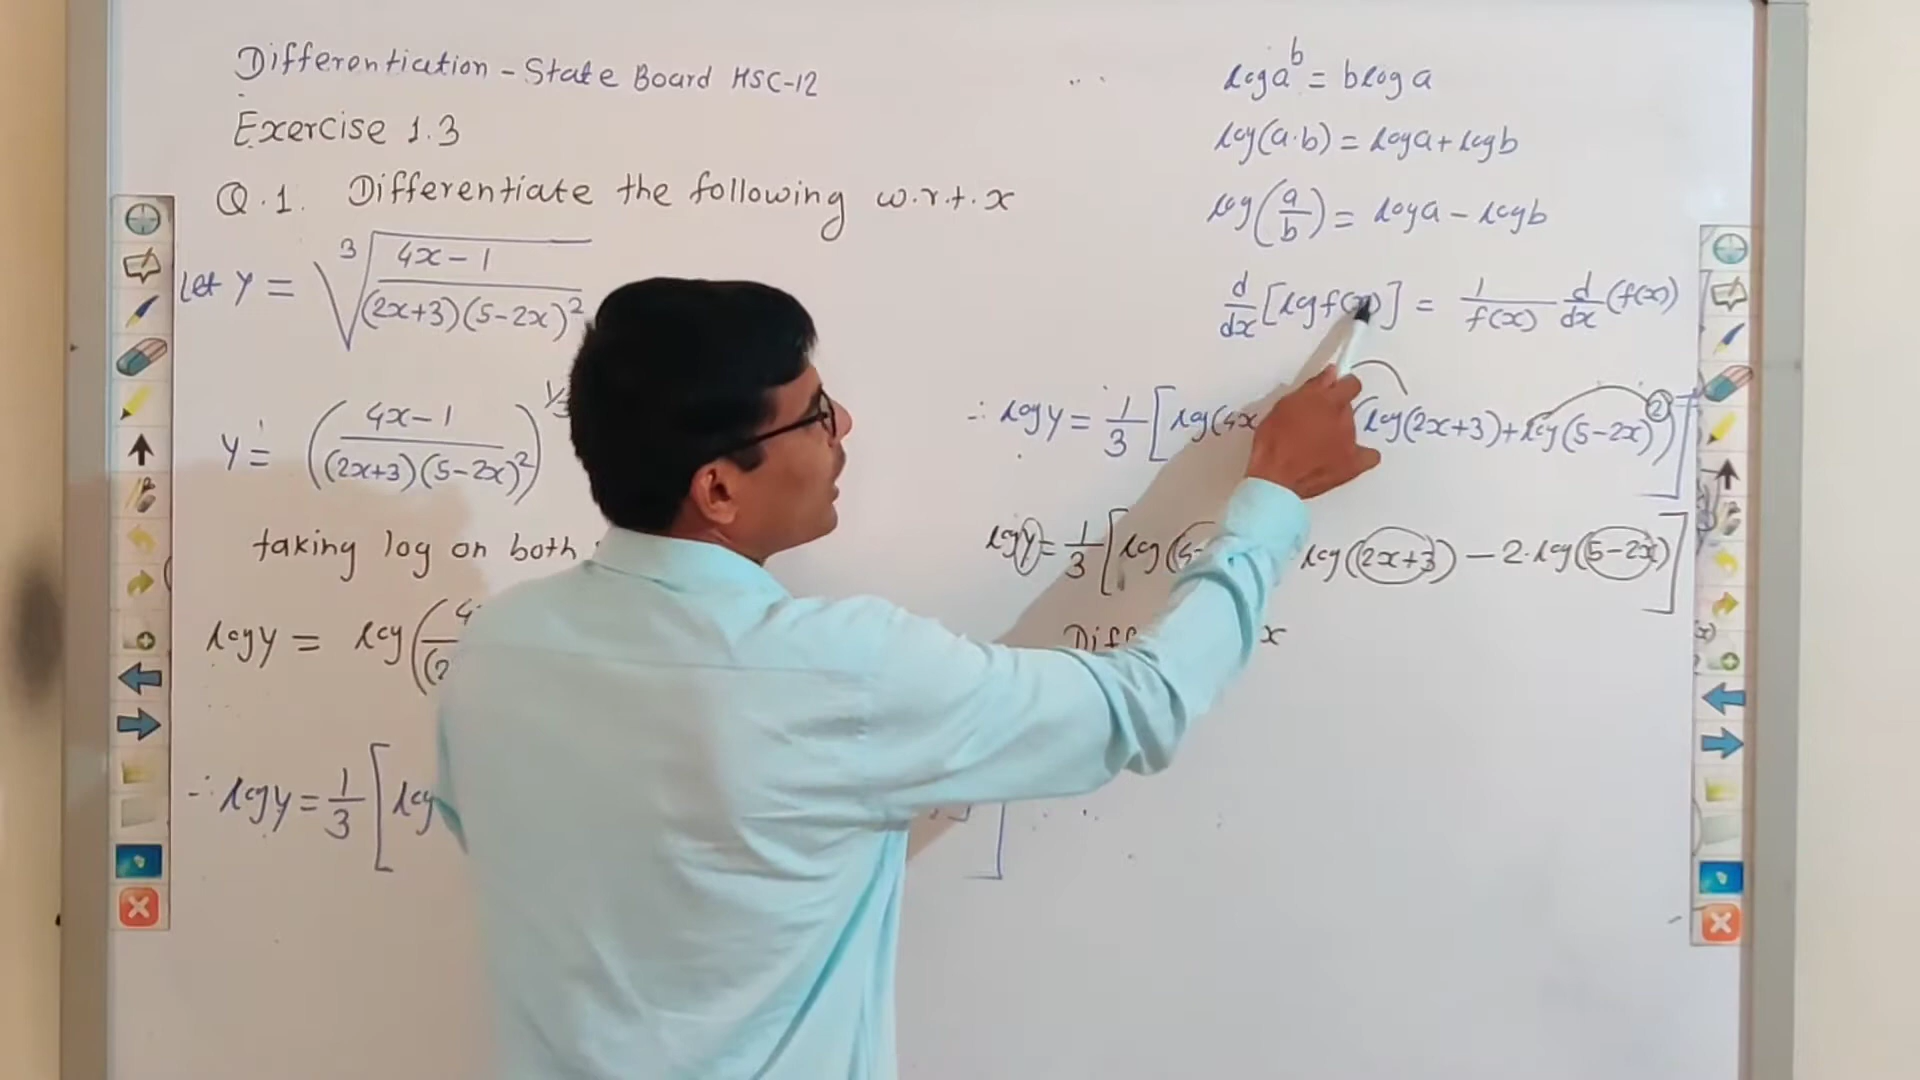 Differentiation - State Board HSC-12
Exercise 1.3
Q.1. Differentiate the following w.r.t. x
Let y = ∛((4x-1)/((2x+3)(5-2x)²))
y = ((4x-1)/((2x+3)(5-2x)²))^(1/3)
taking log on both
log y = log(
∴ log y = 1/3 [log
log a^b = b log a
log(a·b) = log a + log b
log(a/b) = log a - log b
d/dx [log f(x)] = 1/f(x) d/dx (f(x))
∴ log y = 1/3 [log(4x (log(2x+3)+log(5-2x)²)]
log y = 1/3 [log( log(2x+3) - 2·log(5-2x)]
x